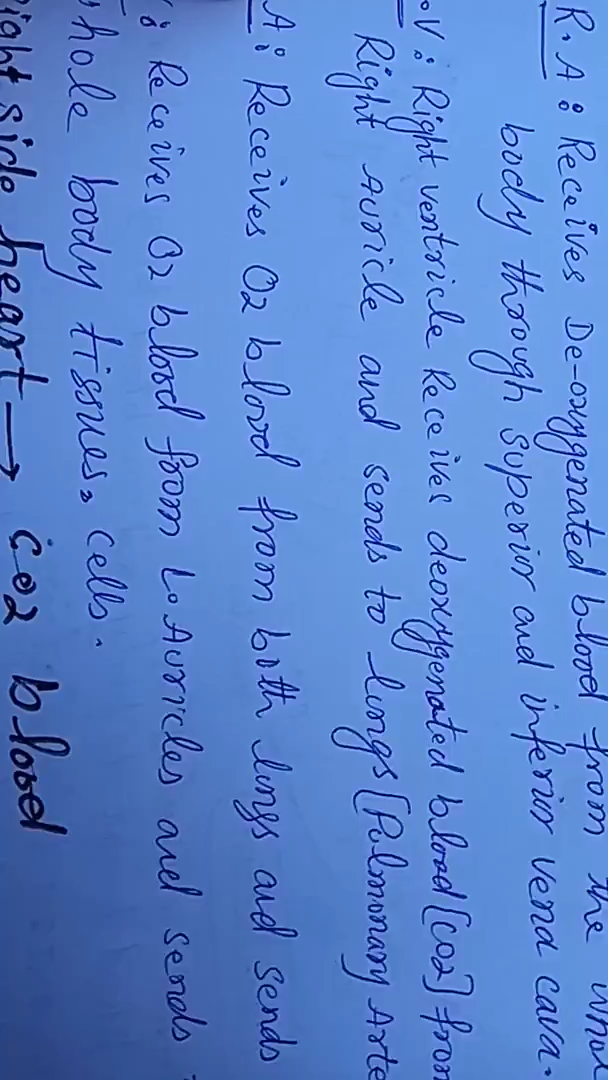 R.A : Receives De-oxygenated blood from the whol
body through superior and inferior vena cava.
.V : Right ventricle Receives deoxygenated blood [CO2] from
Right Auricle and sends to lungs [Pulmonary Arte
A : Receives O2 blood from both lungs and sends
: Receives O2 blood from L. Auricles and sends
hole body tissues, cells.
ight side heart → CO2 blood